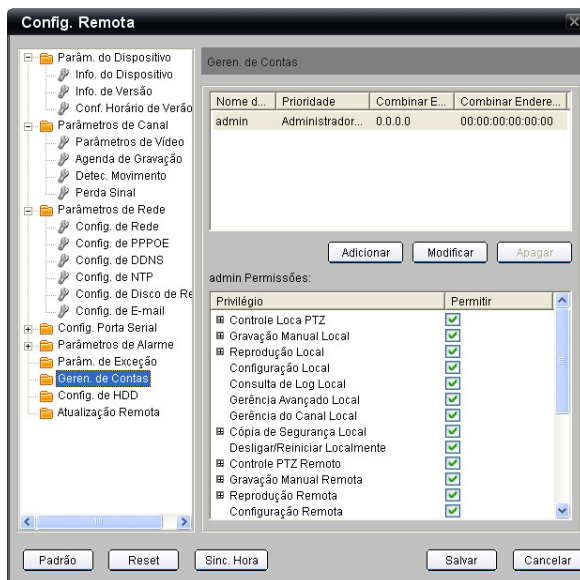 Config. Remota
Parâm. do Dispositivo
Info. do Dispositivo
Info. de Versão
Conf. Horário de Verão
Parâmetros de Canal
Parâmetros de Vídeo
Agenda de Gravação
Detec. Movimento
Perda Sinal
Parâmetros de Rede
Config. de Rede
Config. de PPPOE
Config. de DDNS
Config. de NTP
Config. de Disco de Re
Config. de E-mail
Config. Porta Serial
Parâmetros de Alarme
Parâm. de Exceção
Geren. de Contas
Config. de HDD
Atualização Remota
Geren. de Contas
Nome d... Prioridade Combinar E... Combinar Endere...
admin Administrador... 0.0.0.0 00:00:00:00:00:00
Adicionar Modificar Apagar
admin Permissões:
Privilégio Permitir
Controle Loca PTZ
Gravação Manual Local
Reprodução Local
Configuração Local
Consulta de Log Local
Gerência Avançado Local
Gerência do Canal Local
Cópia de Segurança Local
Desligar/Reiniciar Localmente
Controle PTZ Remoto
Gravação Manual Remota
Reprodução Remota
Configuração Remota
Padrão Reset Sinc. Hora Salvar Cancelar